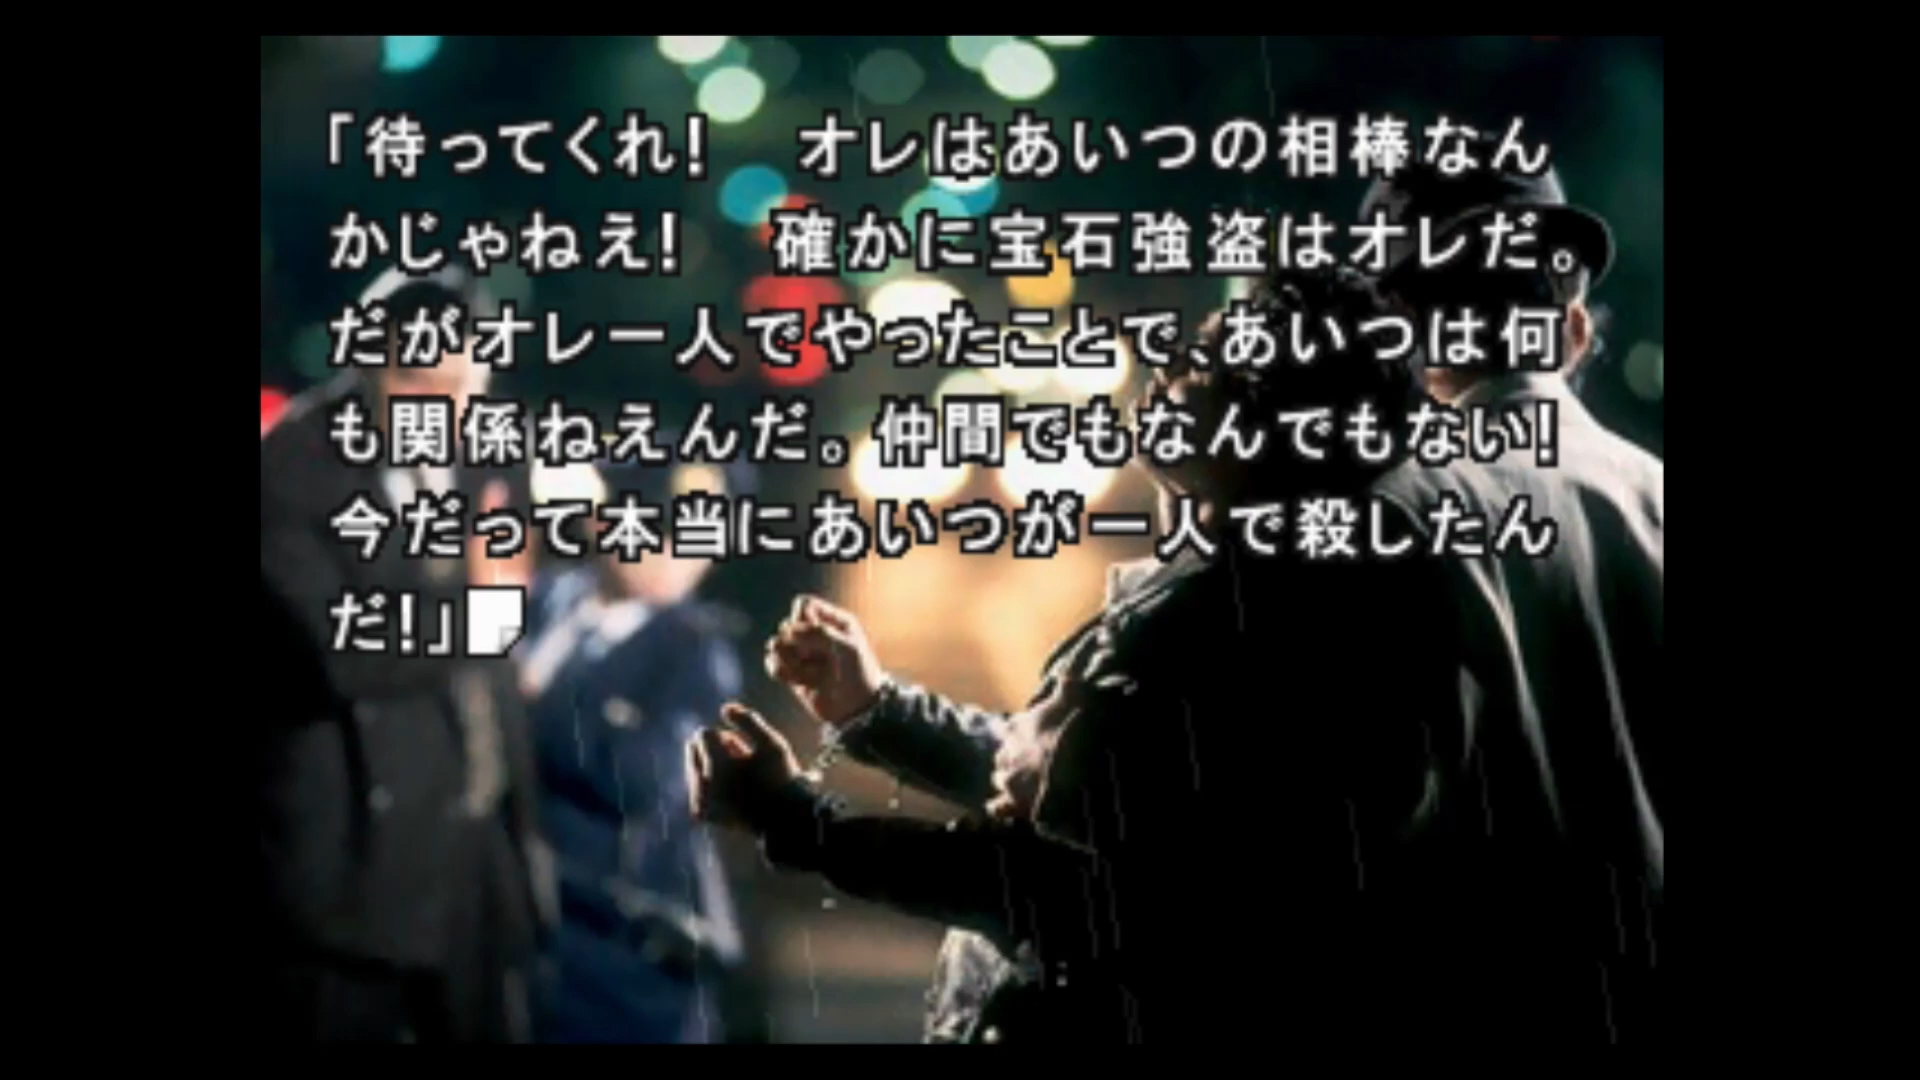 「待ってくれ！　オレはあいつの相棒なん
かじゃねえ！　確かに宝石強盗はオレだ。
だがオレ一人でやったことで、あいつは何
も関係ねえんだ。仲間でもなんでもない！
今だって本当にあいつが一人で殺したん
だ！」